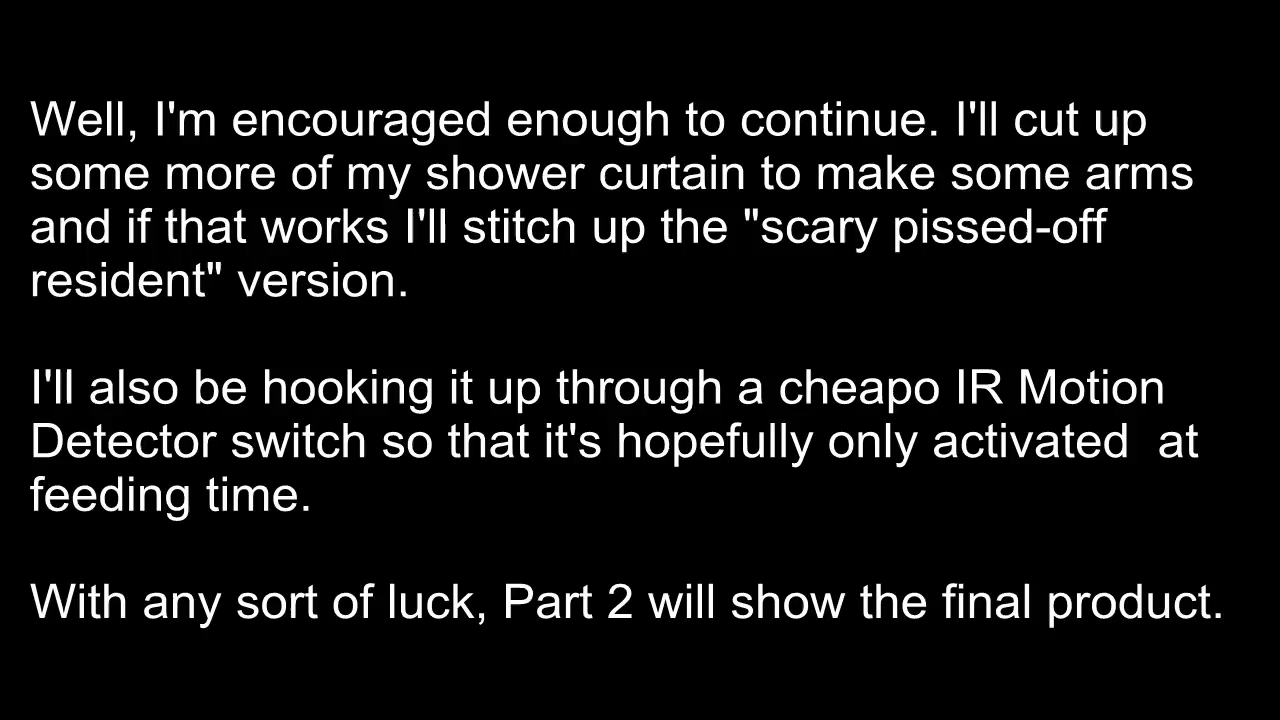 Well, I'm encouraged enough to continue. I'll cut up
some more of my shower curtain to make some arms
and if that works I'll stitch up the "scary pissed-off
resident" version.
I'll also be hooking it up through a cheapo IR Motion
Detector switch so that it's hopefully only activated  at
feeding time.
With any sort of luck, Part 2 will show the final product.